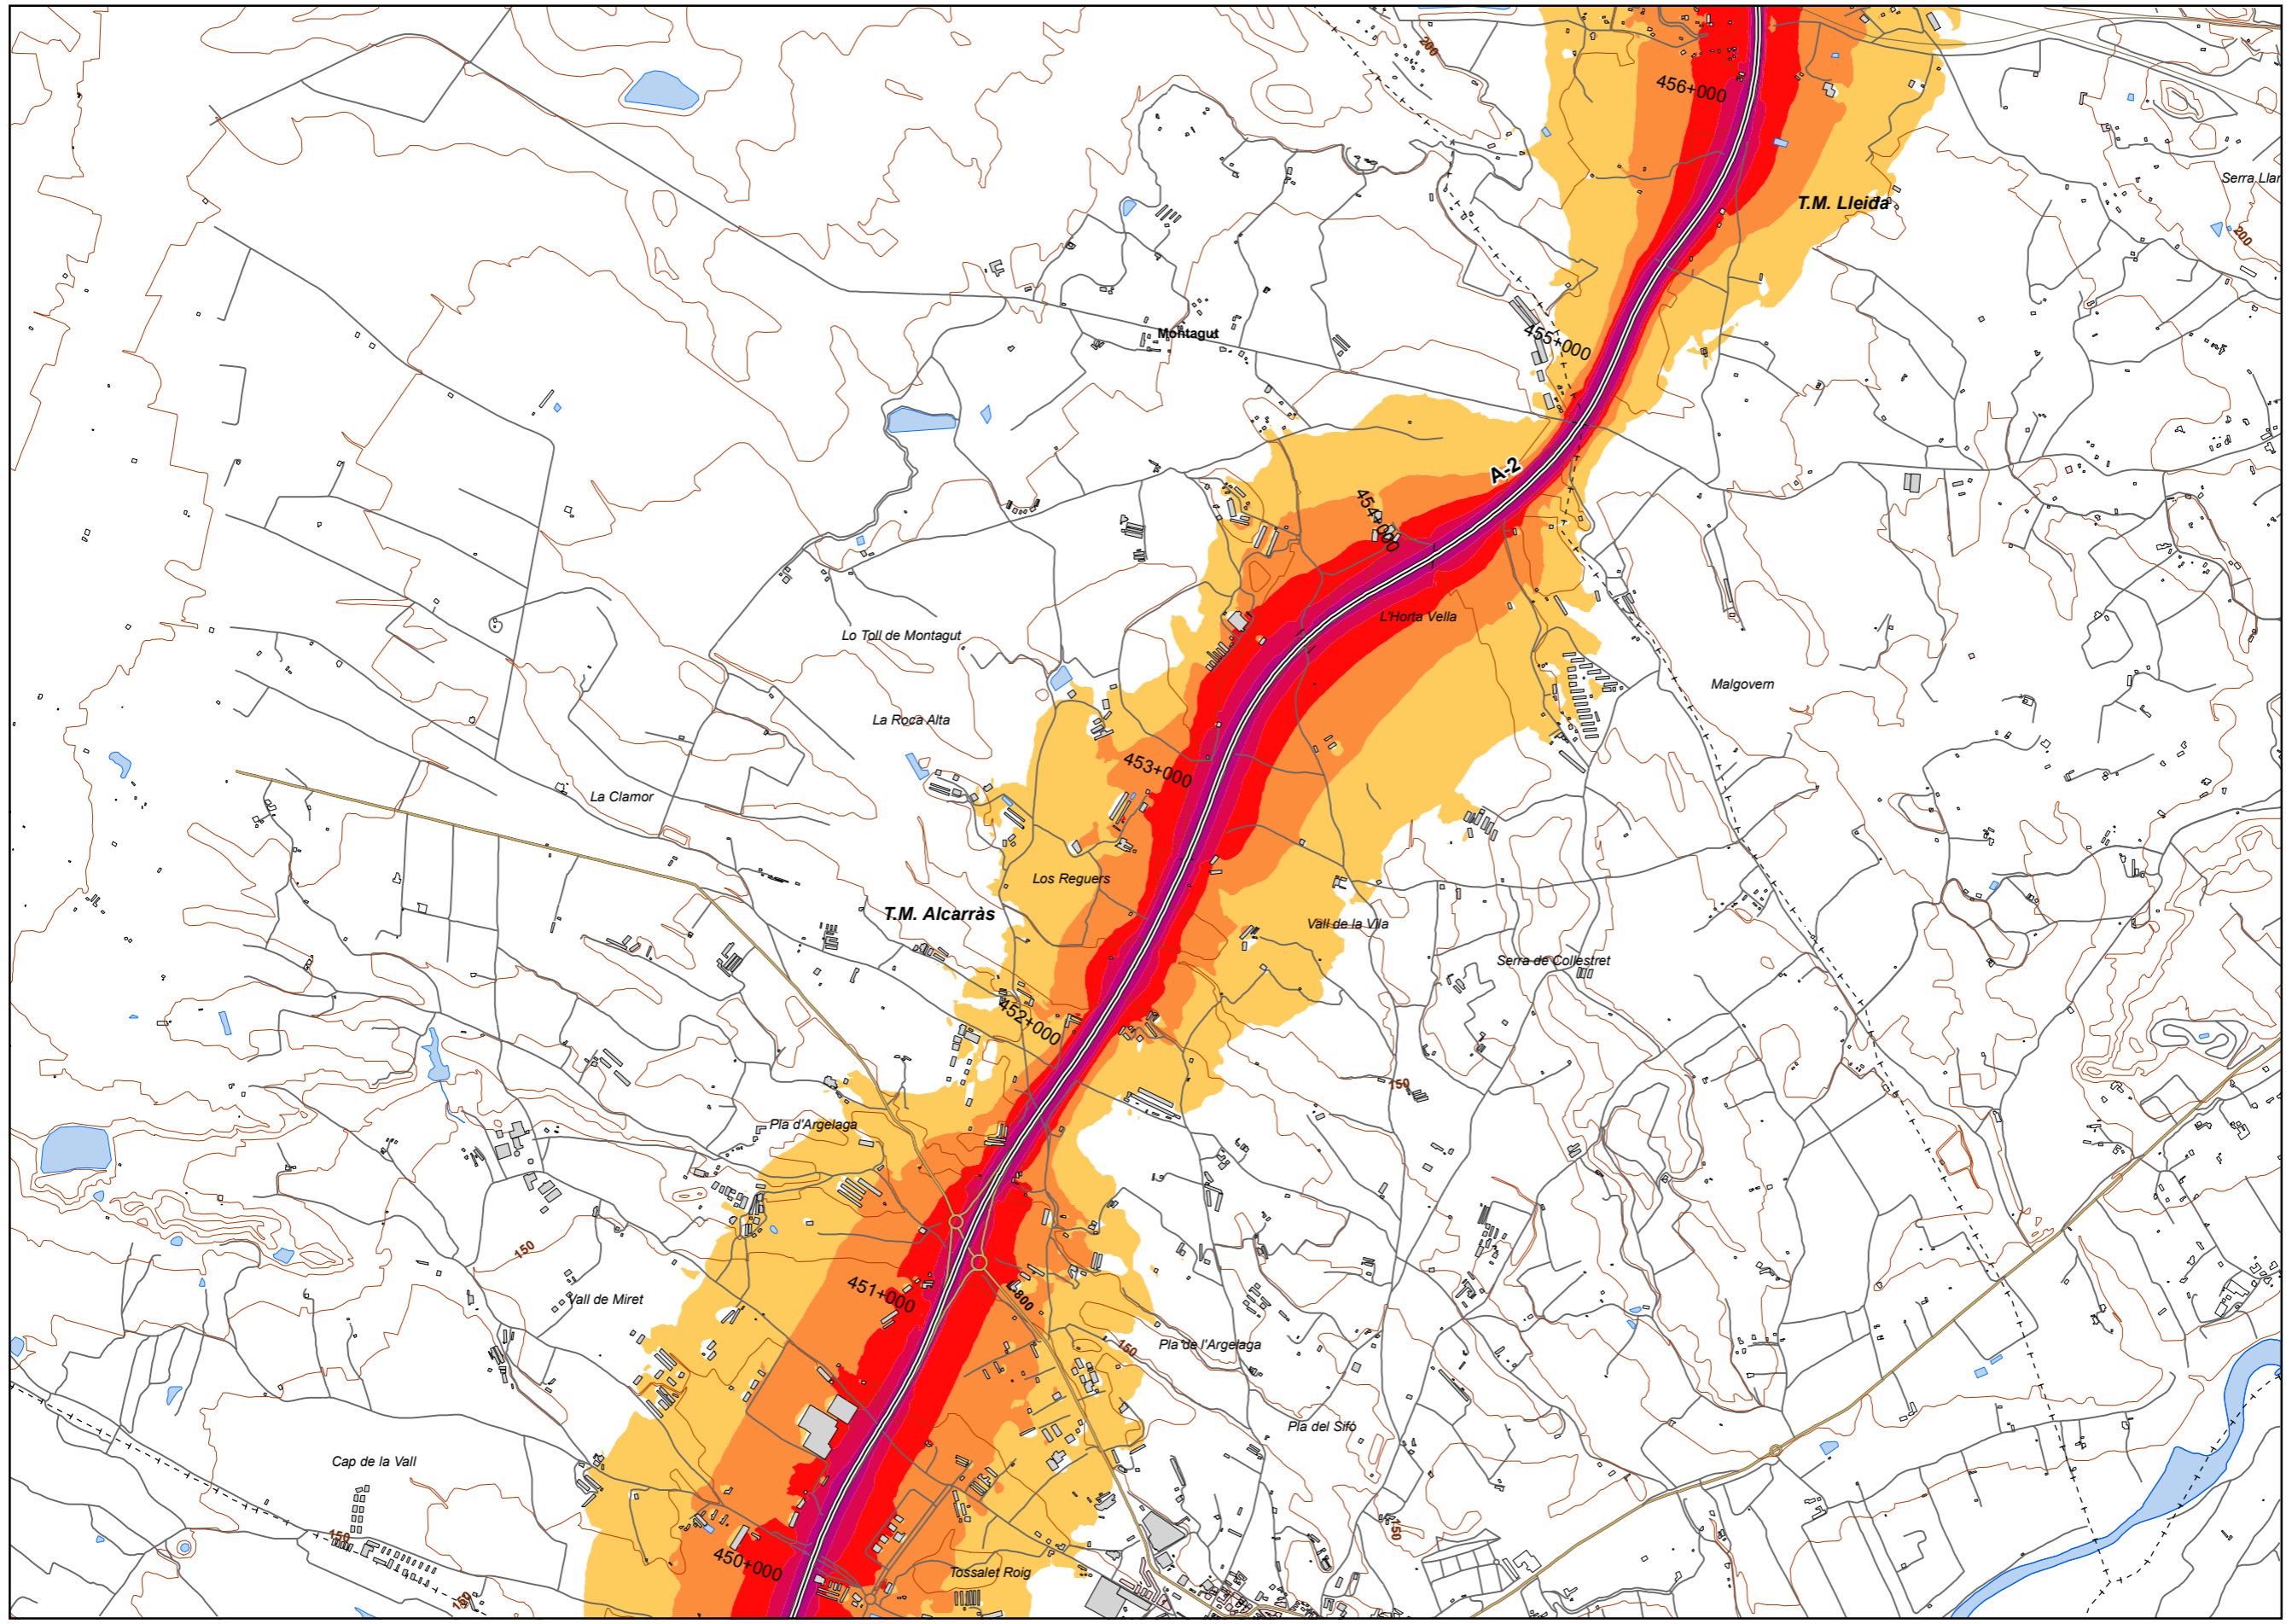 200
456+000
Serra Llar
T.M. Lleida
200
Montagut
455+000
A-2
454+000
L'Horta Vella
Lo Toll de Montagut
Malgovern
La Roca Alta
453+000
La Clamor
Los Reguers
T.M. Alcarràs
Vall de la Vila
Serra de Collestret
452+000
150
Pla d'Argelaga
150
451+000
Vall de Miret
L-800
150
Pla de l'Argelaga
Pla del Sifó
Cap de la Vall
150
150
450+000
Tossalet Roig
150